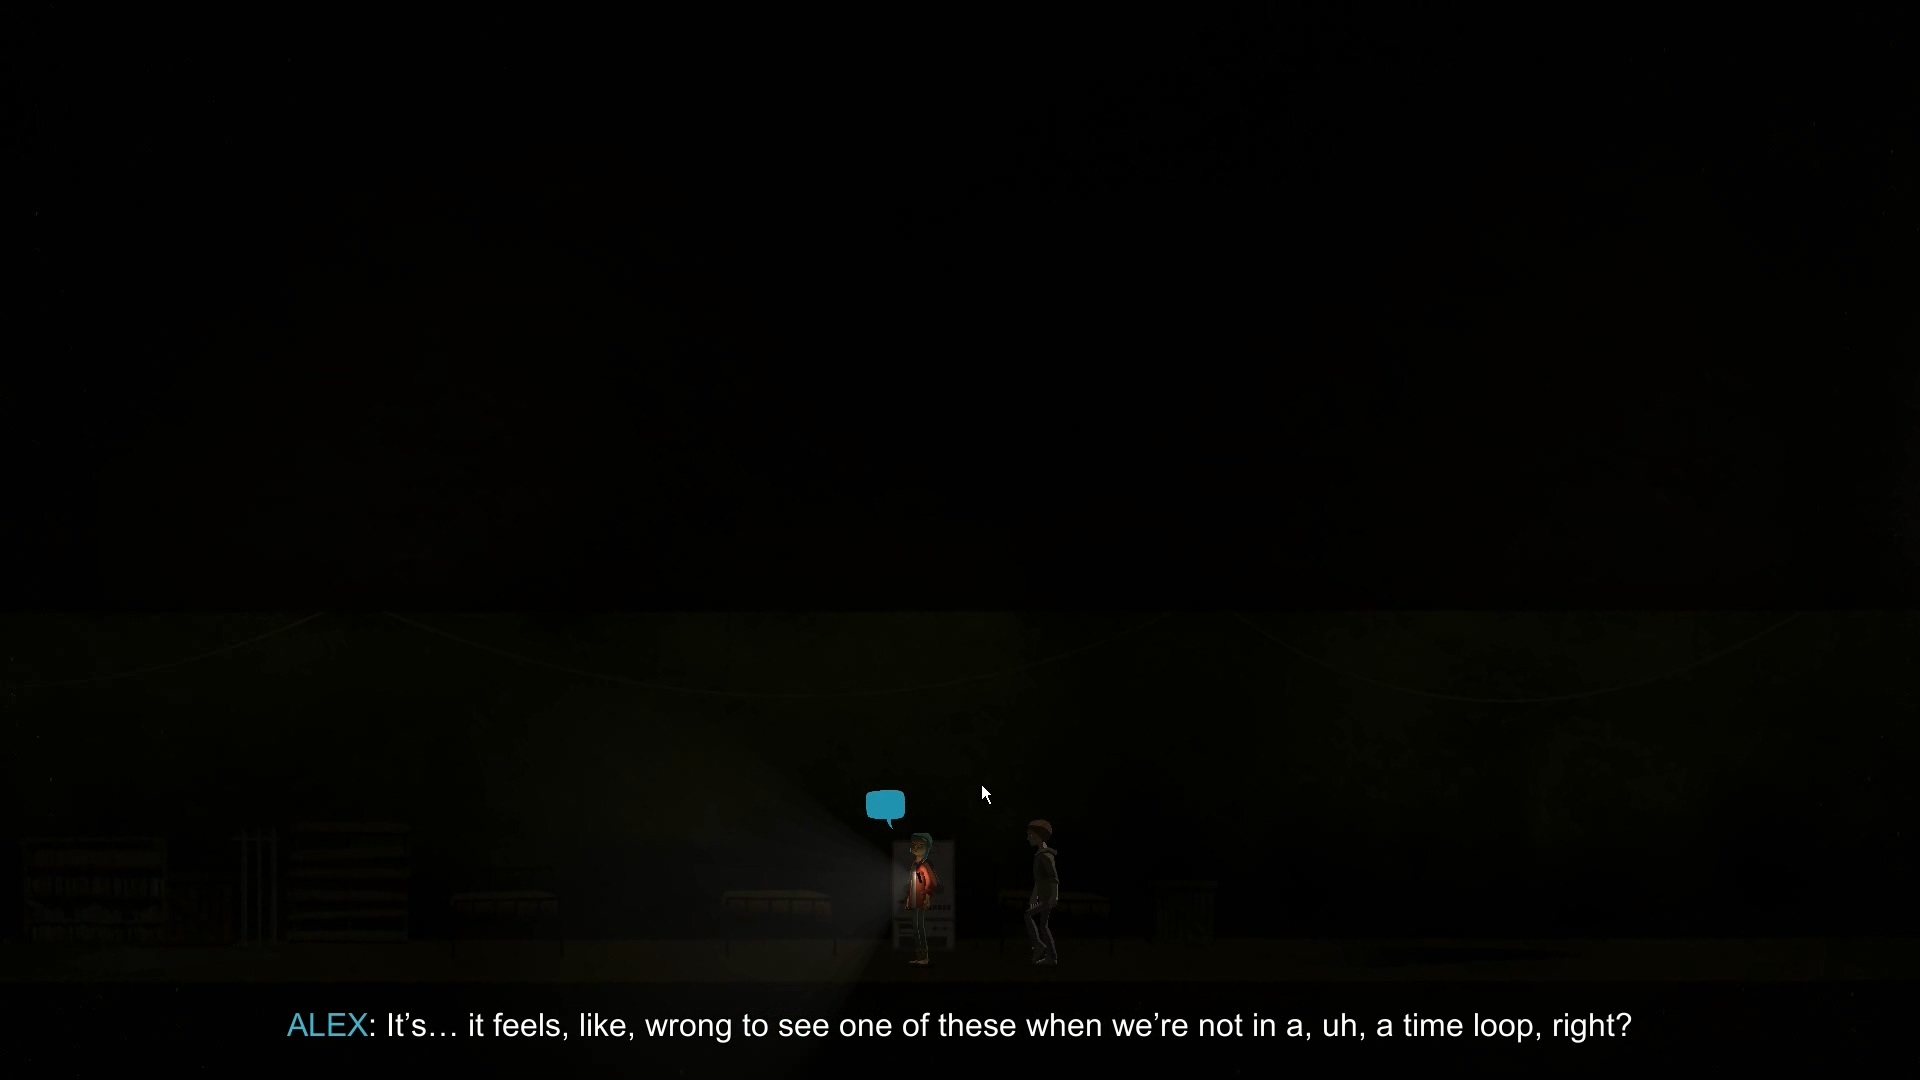 ALEX: It’s… it feels, like, wrong to see one of these when we’re not in a, uh, a time loop, right?